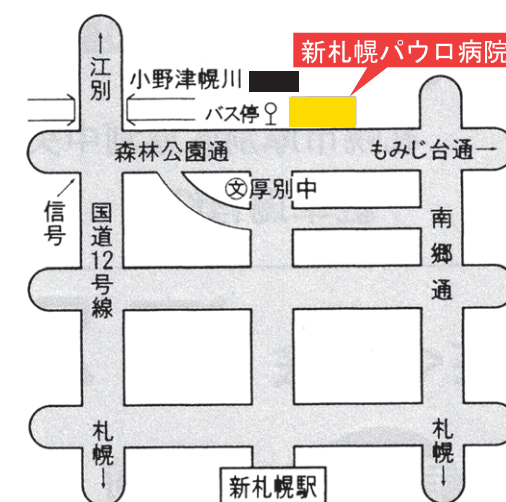 新札幌パウロ病院
←江別
小野津幌川
バス停
森林公園通
もみじ台通→
文厚別中
信号
国道12号線
南郷通
札幌→
札幌→
新札幌駅